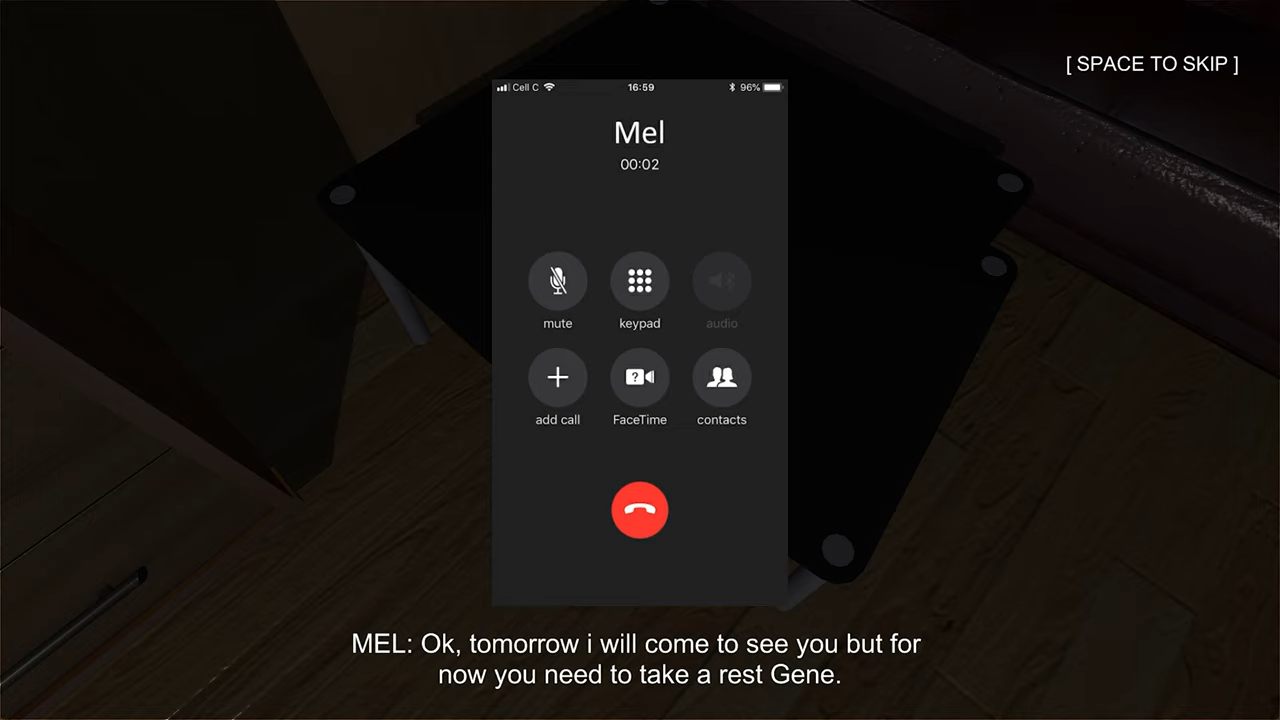 [ SPACE TO SKIP ]
Cell C 16:59 96%
Mel
00:02
mute keypad audio
?
add call FaceTime contacts
MEL: Ok, tomorrow i will come to see you but for
now you need to take a rest Gene.